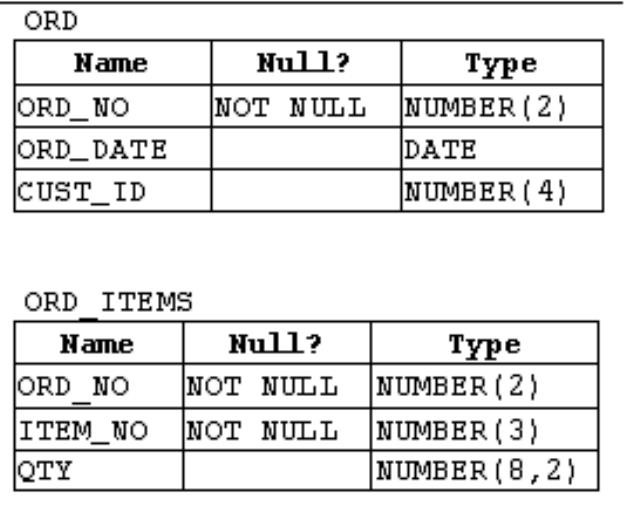 ORD
Name Null? Type
ORD_NO NOT NULL NUMBER(2)
ORD_DATE DATE
CUST_ID NUMBER(4)
ORD_ITEMS
Name Null? Type
ORD_NO NOT NULL NUMBER(2)
ITEM_NO NOT NULL NUMBER(3)
QTY NUMBER(8,2)